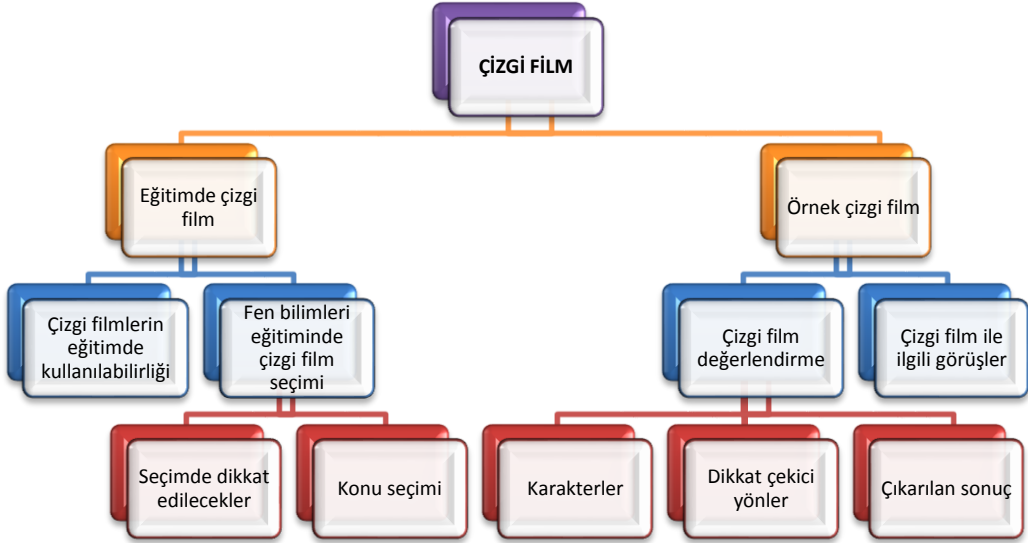 ÇİZGİ FİLM
Eğitimde çizgi
film
Örnek çizgi film
Çizgi filmlerin
eğitimde
kullanılabilirliği
Fen bilimleri
eğitiminde
çizgi film
seçimi
Çizgi film
değerlendirme
Çizgi film ile
ilgili görüşler
Seçimde dikkat
edilecekler
Konu seçimi
Karakterler
Dikkat çekici
yönler
Çıkarılan sonuç